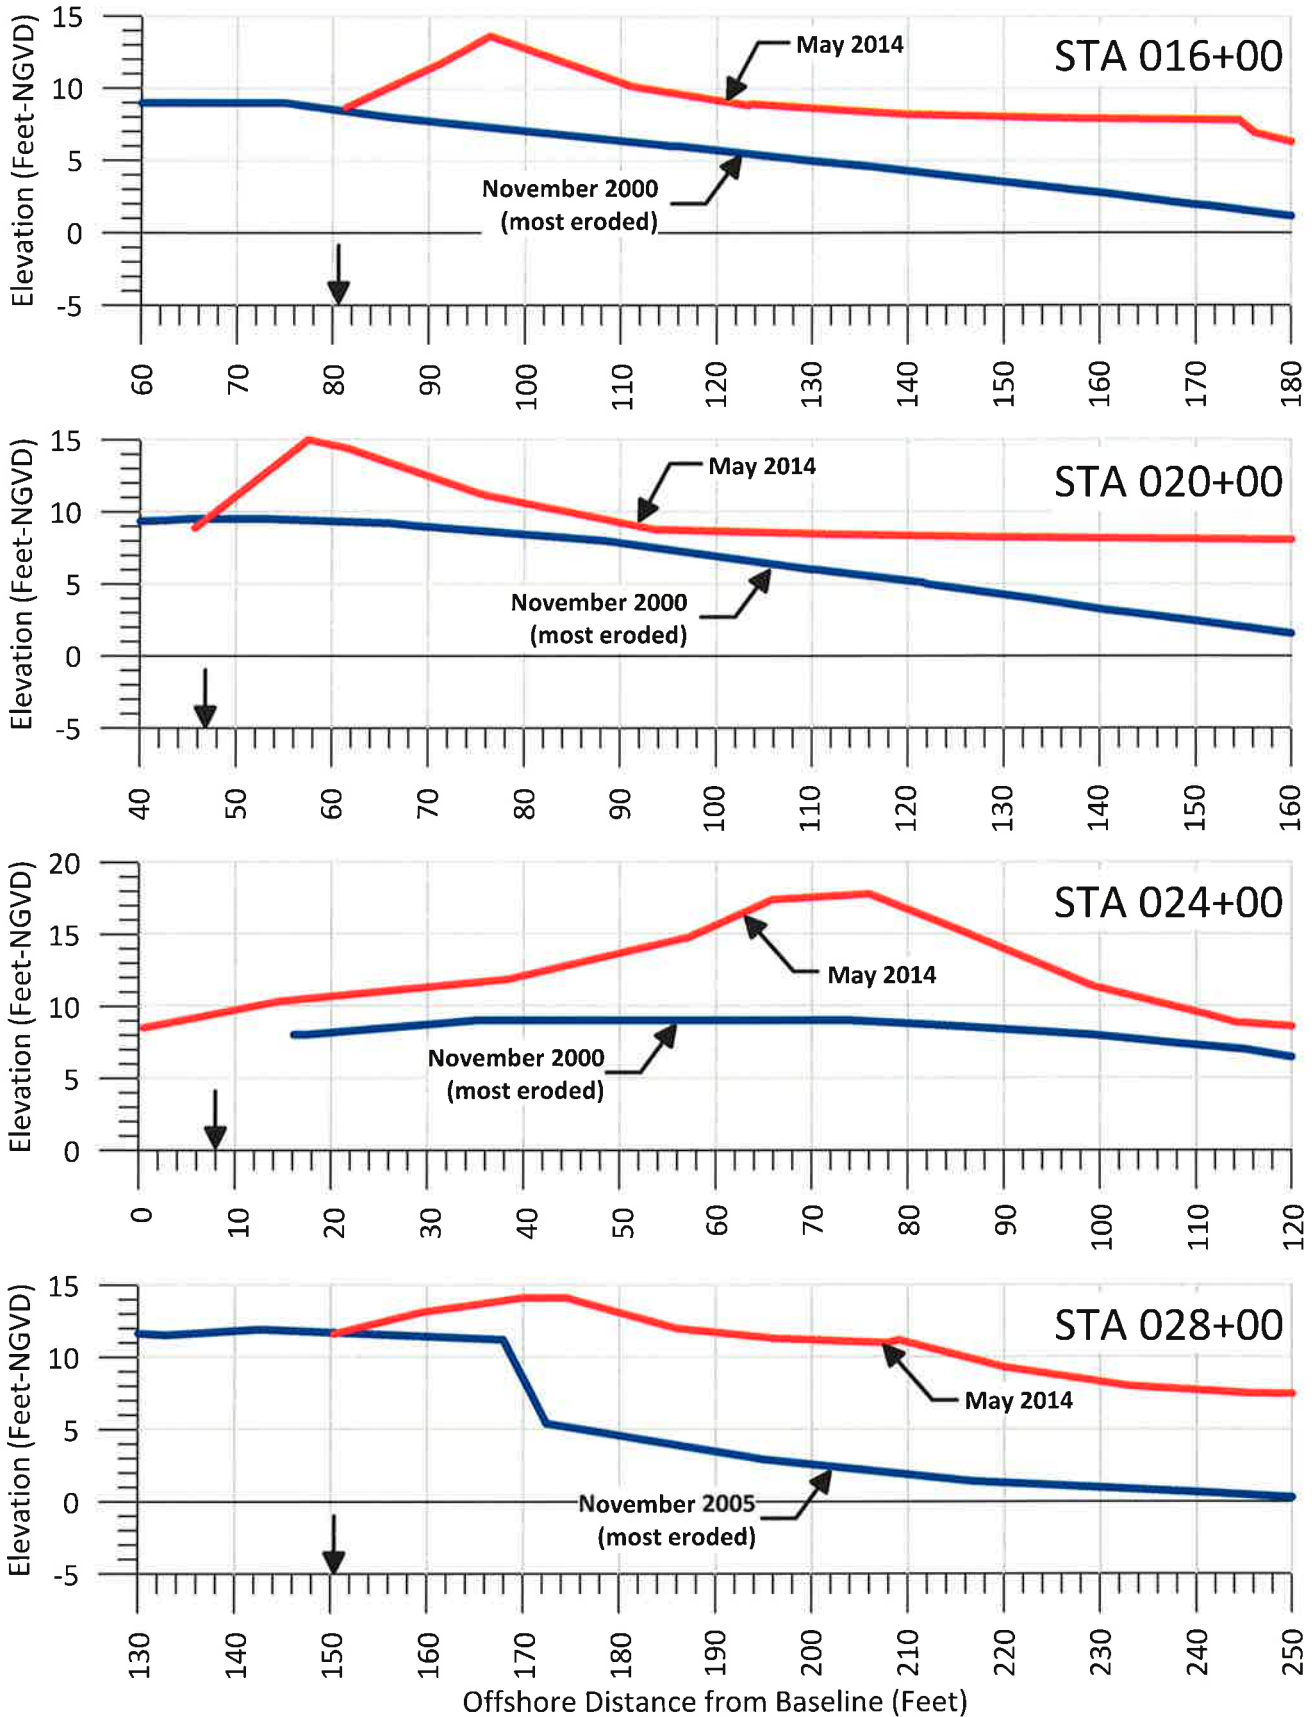 15
10
5
0
-5
Elevation (Feet-NGVD)
STA 016+00
May 2014
November 2000
(most eroded)
60 70 80 90 100 110 120 130 140 150 160 170 180
15
10
5
0
-5
Elevation (Feet-NGVD)
STA 020+00
May 2014
November 2000
(most eroded)
40 50 60 70 80 90 100 110 120 130 140 150 160
20
15
10
5
0
Elevation (Feet-NGVD)
STA 024+00
May 2014
November 2000
(most eroded)
0 10 20 30 40 50 60 70 80 90 100 110 120
15
10
5
0
-5
Elevation (Feet-NGVD)
STA 028+00
May 2014
November 2005
(most eroded)
130 140 150 160 170 180 190 200 210 220 230 240 250
Offshore Distance from Baseline (Feet)